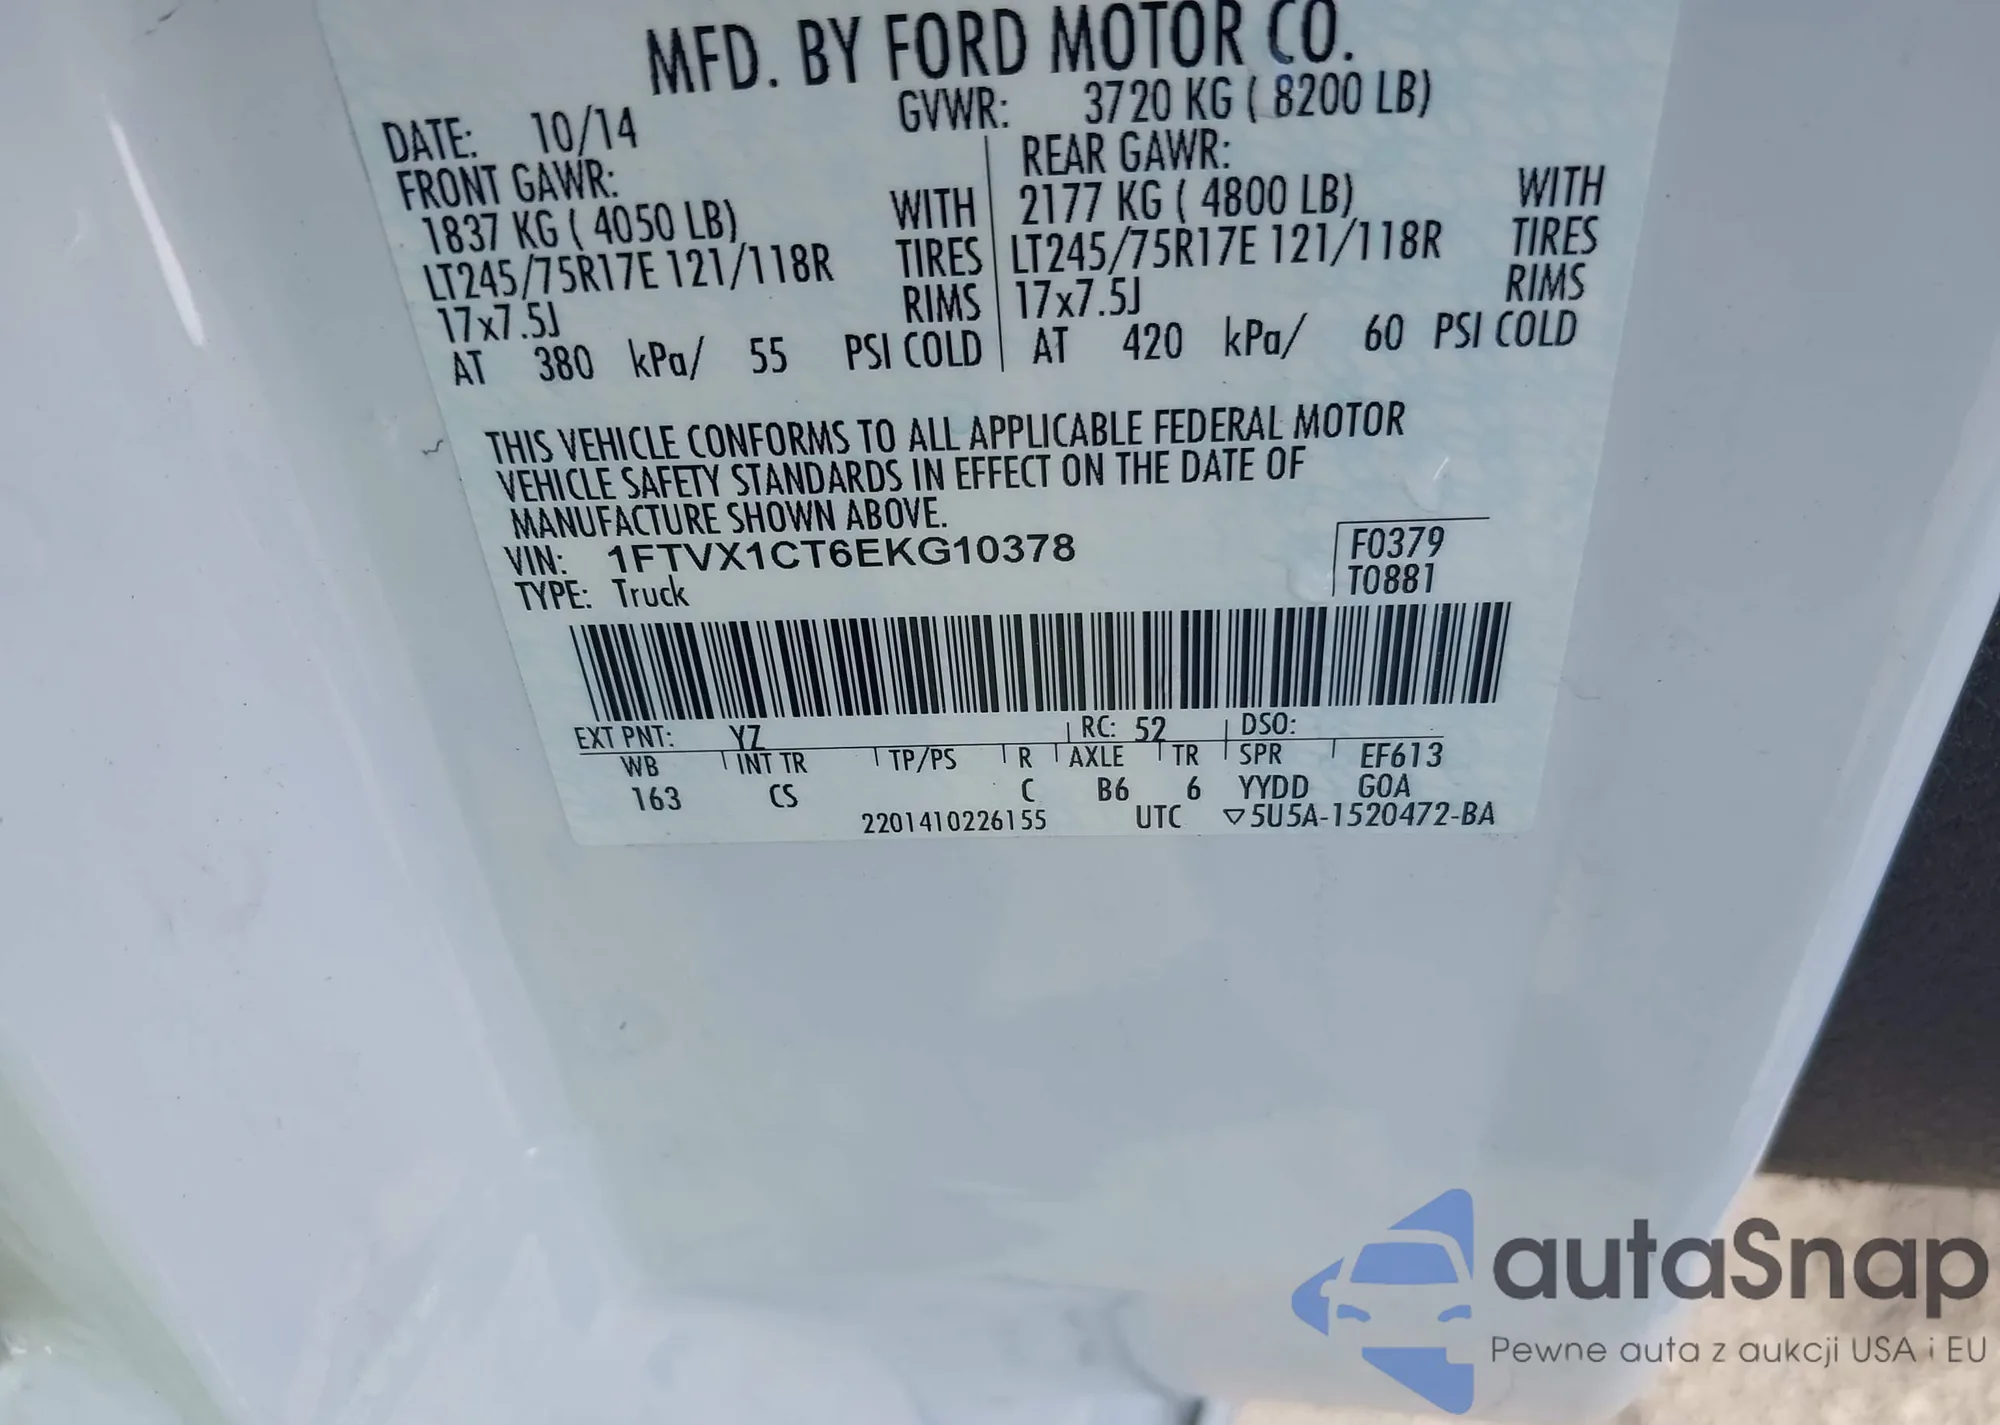 MFD. BY FORD MOTOR CO.
DATE: 10/14 GVWR: 3720 KG ( 8200 LB)
FRONT GAWR: REAR GAWR:
1837 KG ( 4050 LB) WITH 2177 KG ( 4800 LB) WITH
LT245/75R17E 121/118R TIRES LT245/75R17E 121/118R TIRES
17x7.5J RIMS 17x7.5J RIMS
AT 380 kPa/ 55 PSI COLD AT 420 kPa/ 60 PSI COLD
THIS VEHICLE CONFORMS TO ALL APPLICABLE FEDERAL MOTOR
VEHICLE SAFETY STANDARDS IN EFFECT ON THE DATE OF
MANUFACTURE SHOWN ABOVE.
VIN: 1FTVX1CT6EKG10378 F0379
TYPE: Truck T0881
EXT PNT: YZ RC: 52 DSO:
WB INT TR TP/PS R AXLE TR SPR EF613
163 CS C B6 6 YYDD GOA
2201410226155 UTC ▽5U5A-1520472-BA
autaSnap
Pewne auta z aukcji USA i EU